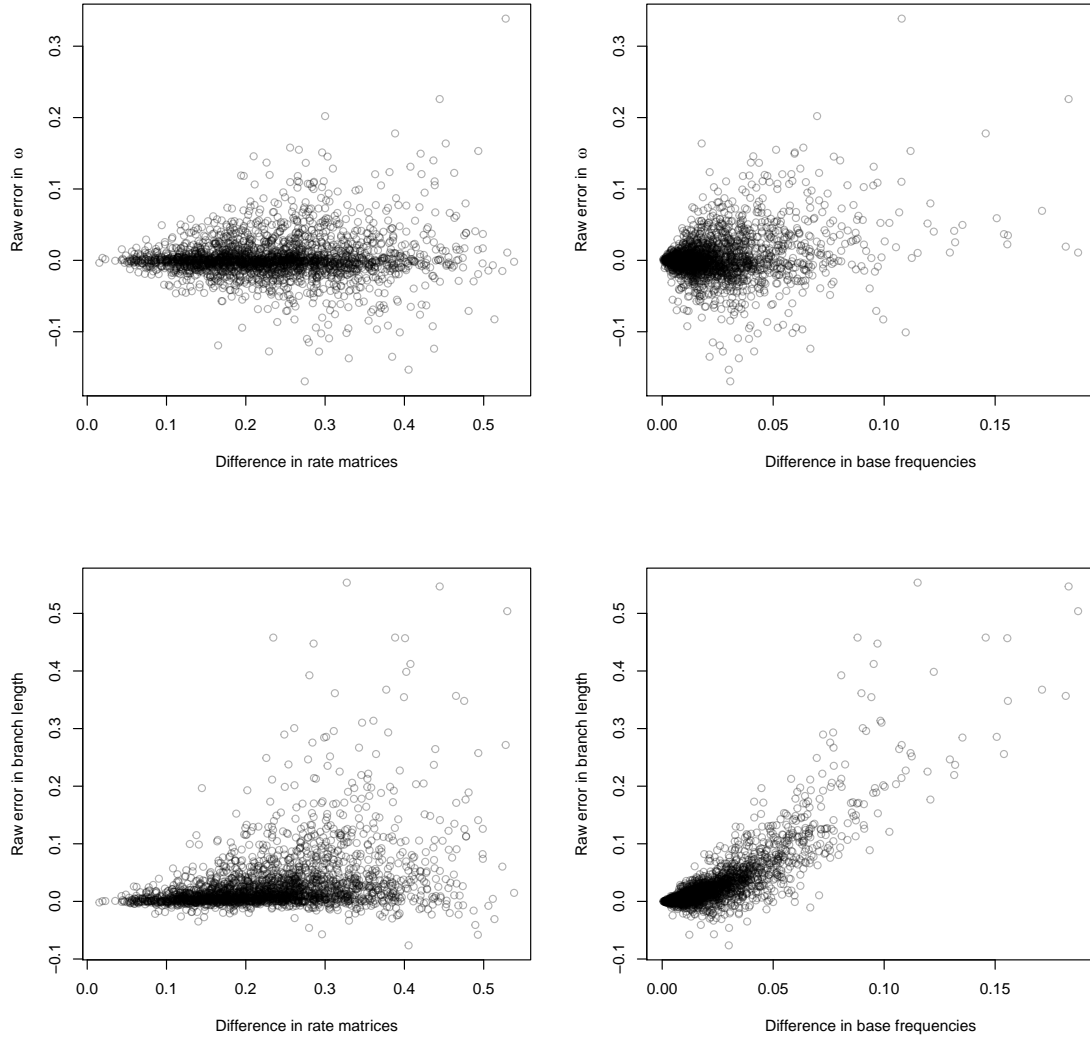 Raw error in ω
0.3
0.2
0.1
0.0
−0.1
0.0 0.1 0.2 0.3 0.4 0.5
Difference in rate matrices
Raw error in ω
0.3
0.2
0.1
0.0
−0.1
0.00 0.05 0.10 0.15
Difference in base frequencies
Raw error in branch length
0.5
0.4
0.3
0.2
0.1
0.0
−0.1
0.0 0.1 0.2 0.3 0.4 0.5
Difference in rate matrices
Raw error in branch length
0.5
0.4
0.3
0.2
0.1
0.0
−0.1
0.00 0.05 0.10 0.15
Difference in base frequencies